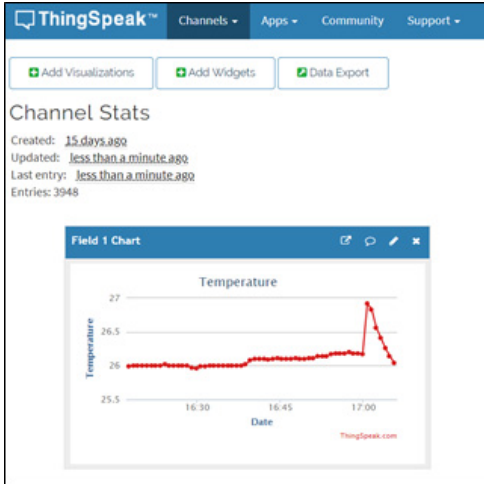 ThingSpeak™ Channels Apps Community Support
Add Visualizations Add Widgets Data Export
Channel Stats
Created: 15 days ago
Updated: less than a minute ago
Last entry: less than a minute ago
Entries: 3948
Field 1 Chart
Temperature
27
26.5
26
25.5
Temperature
16:30 16:45 17:00
Date
ThingSpeak.com